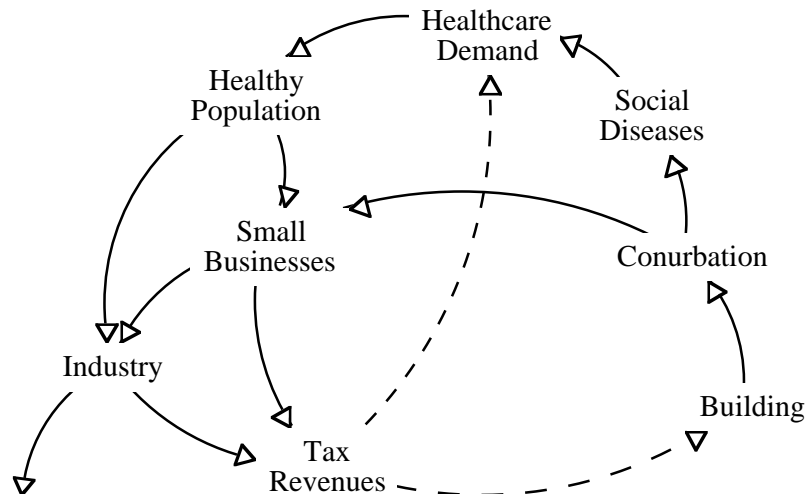 Healthcare
Demand
Healthy
Population
Social
Diseases
Small
Businesses
Conurbation
Industry
Building
Tax
Revenues